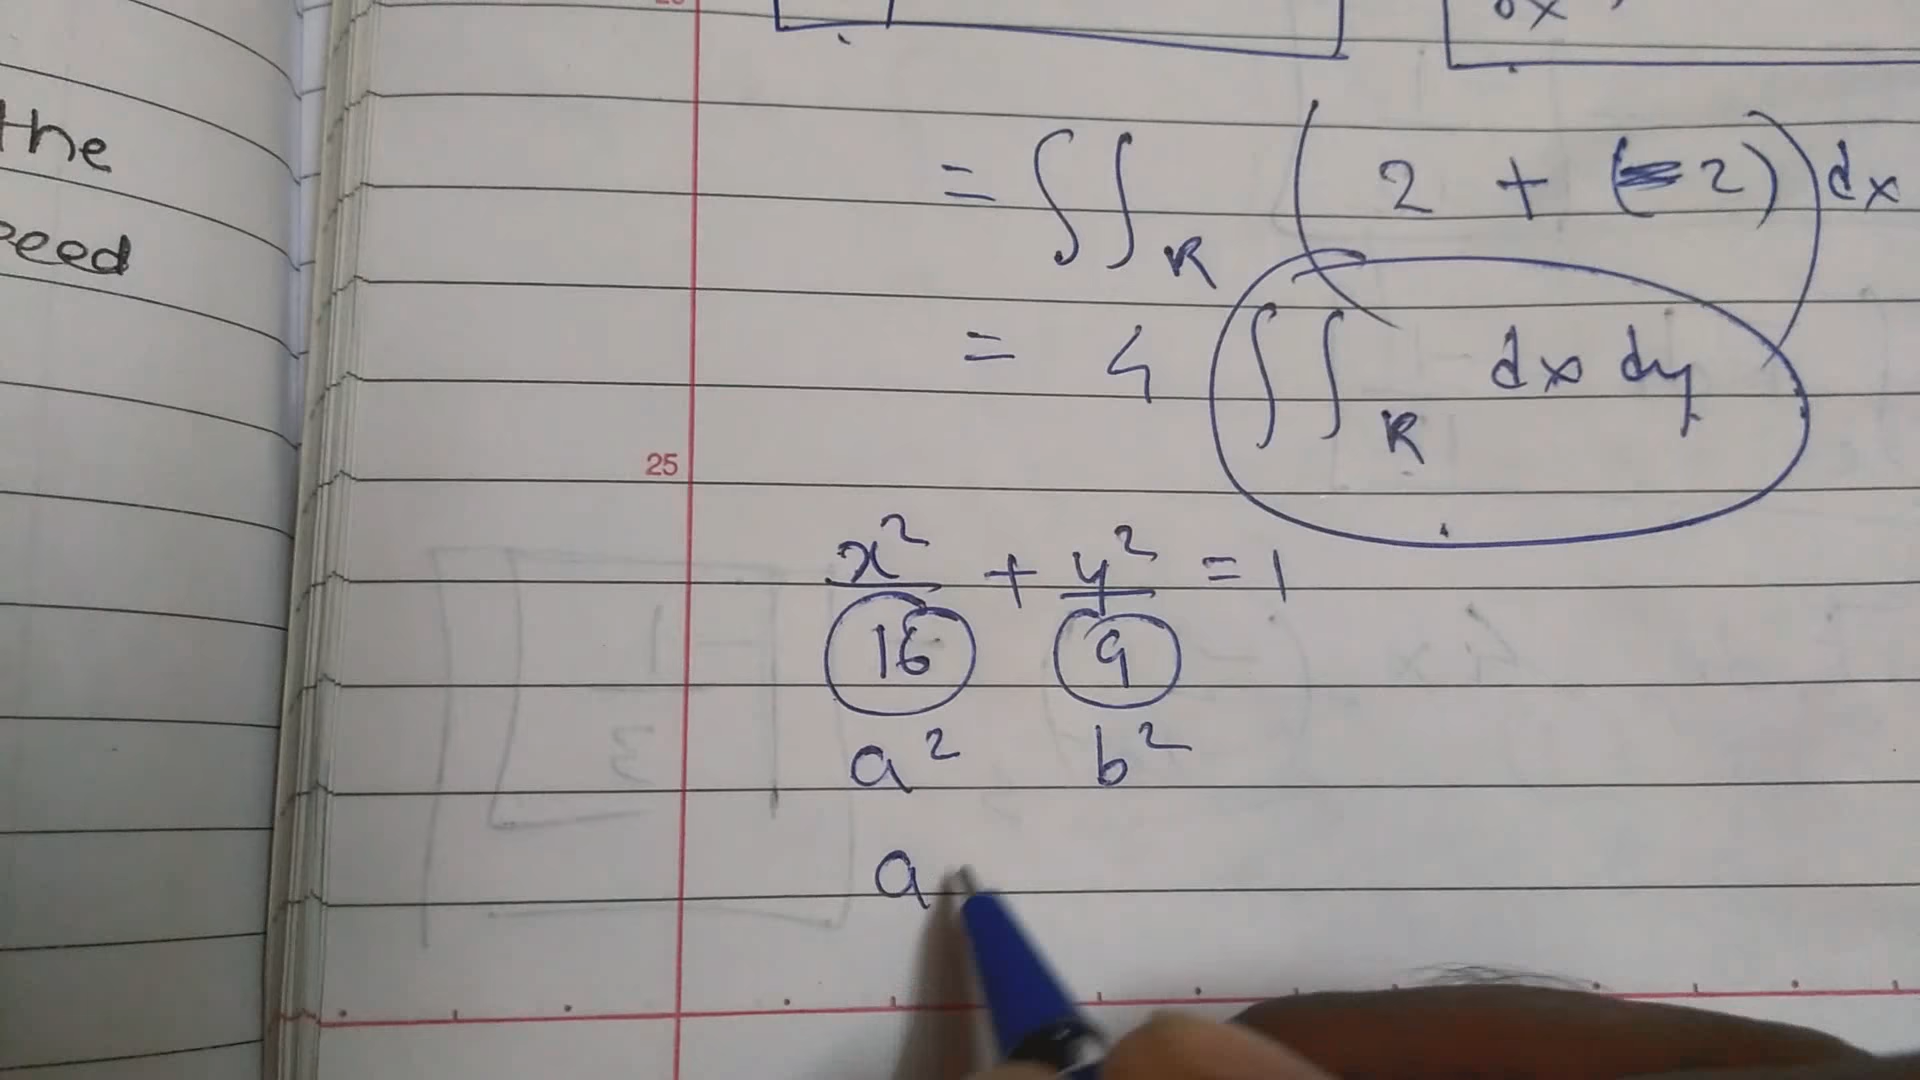 ∂x
the
= ∬_R (2 + (2)) dx
eed
= 4 ∬_R dx dy
25
x²/16 + y²/9 = 1
a² b²
a